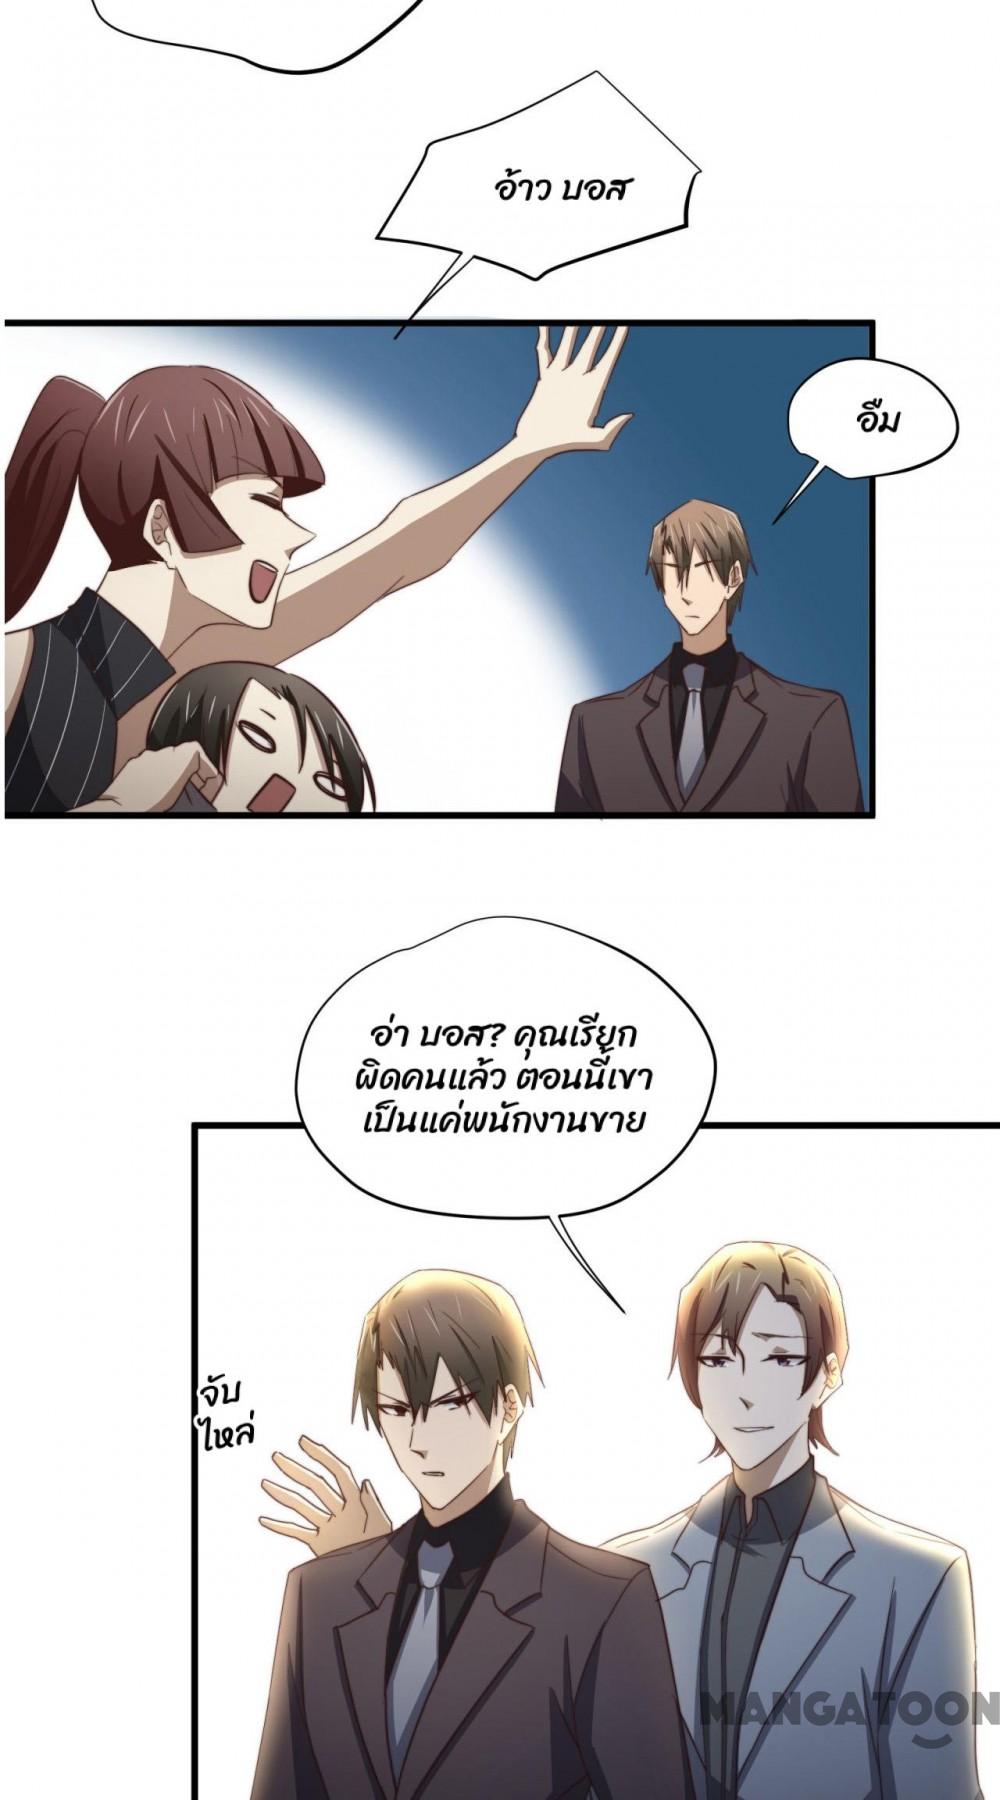 อ้าว บอส
อืม
อ่า บอส? คุณเรียก
ผิดคนแล้ว ตอนนี้เขา
เป็นแค่พนักงานขาย
จับ
ไหล่
MANGATOON